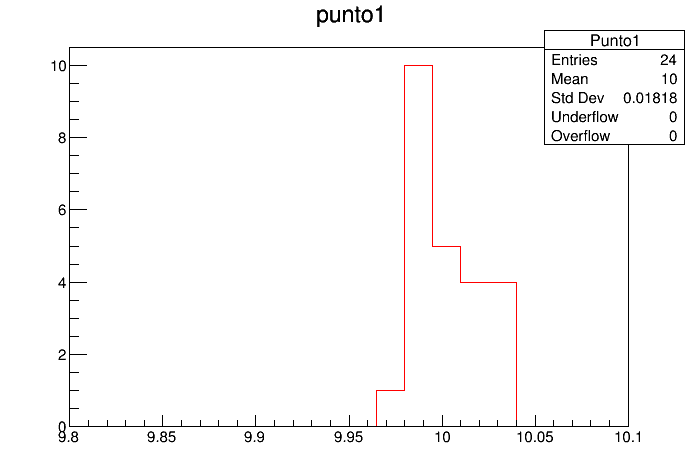 punto1
Punto1
Entries 24
Mean 10
Std Dev 0.01818
Underflow 0
Overflow 0
10
8
6
4
2
0
9.8 9.85 9.9 9.95 10 10.05 10.1